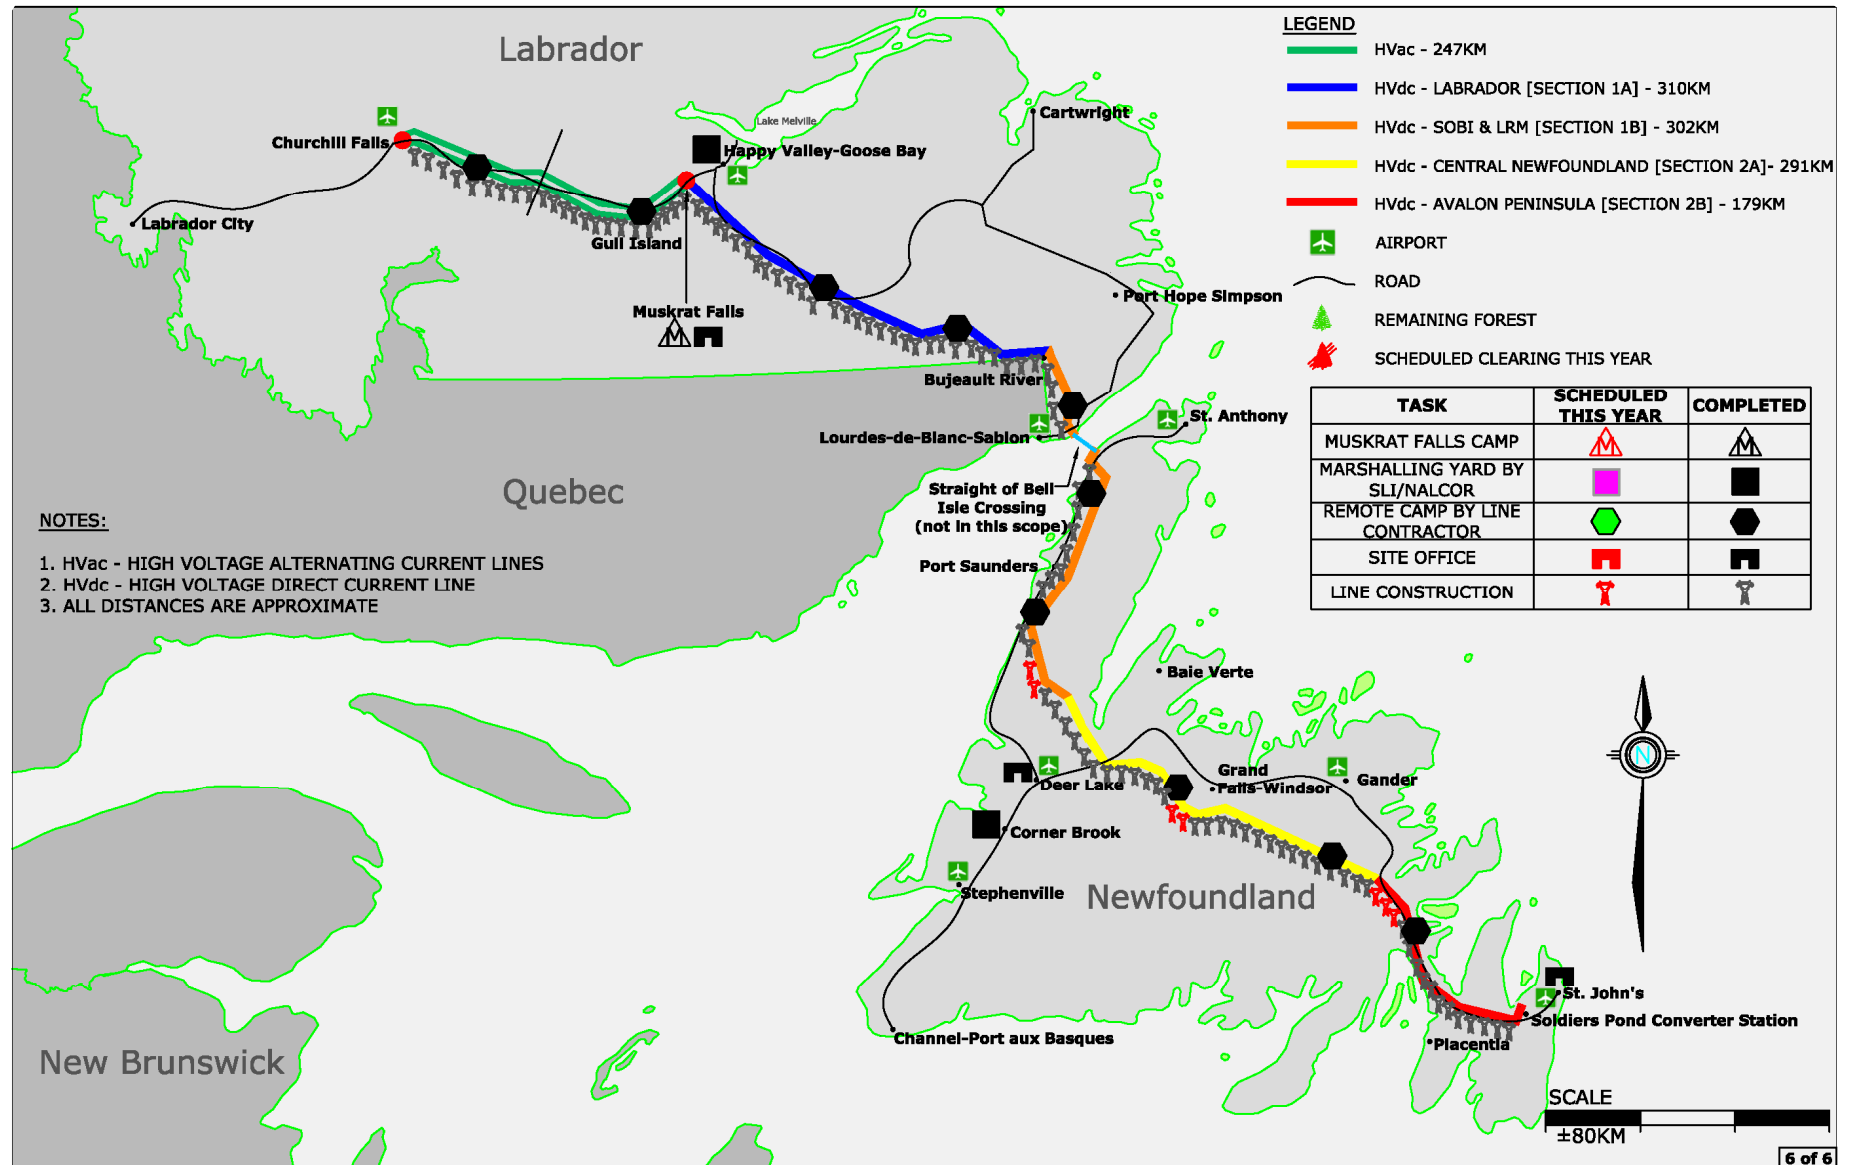 LEGEND
HVac - 247KM
HVdc - LABRADOR [SECTION 1A] - 310KM
HVdc - SOBI & LRM [SECTION 1B] - 302KM
HVdc - CENTRAL NEWFOUNDLAND [SECTION 2A]- 291KM
HVdc - AVALON PENINSULA [SECTION 2B] - 179KM
AIRPORT
ROAD
REMAINING FOREST
SCHEDULED CLEARING THIS YEAR
TASK
SCHEDULED
THIS YEAR
COMPLETED
MUSKRAT FALLS CAMP
MARSHALLING YARD BY
SLI/NALCOR
REMOTE CAMP BY LINE
CONTRACTOR
SITE OFFICE
LINE CONSTRUCTION
Labrador
Lake Melville
Cartwright
Churchill Falls
Happy Valley-Goose Bay
Labrador City
Gull Island
Muskrat Falls
Port Hope Simpson
Bujeault River
Lourdes-de-Blanc-Sablon
St. Anthony
Quebec
Straight of Bell
Isle Crossing
(not in this scope)
Port Saunders
NOTES:
1. HVac - HIGH VOLTAGE ALTERNATING CURRENT LINES
2. HVdc - HIGH VOLTAGE DIRECT CURRENT LINE
3. ALL DISTANCES ARE APPROXIMATE
Baie Verte
N
Deer Lake
Grand
Falls-Windsor
Gander
Corner Brook
Stephenville
Newfoundland
St. John's
Soldiers Pond Converter Station
Placentia
Channel-Port aux Basques
New Brunswick
SCALE
±80KM
6 of 6